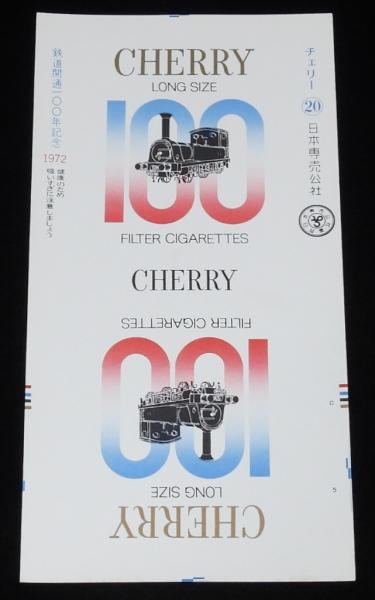 CHERRY
LONG SIZE
100
FILTER CIGARETTES
チェリー
⑳
日本専売公社
鉄道開通一〇〇年記念
1972
健康のため
吸いすぎに注意しましょう
CHERRY
FILTER CIGARETTES
100
LONG SIZE
CHERRY
C
5